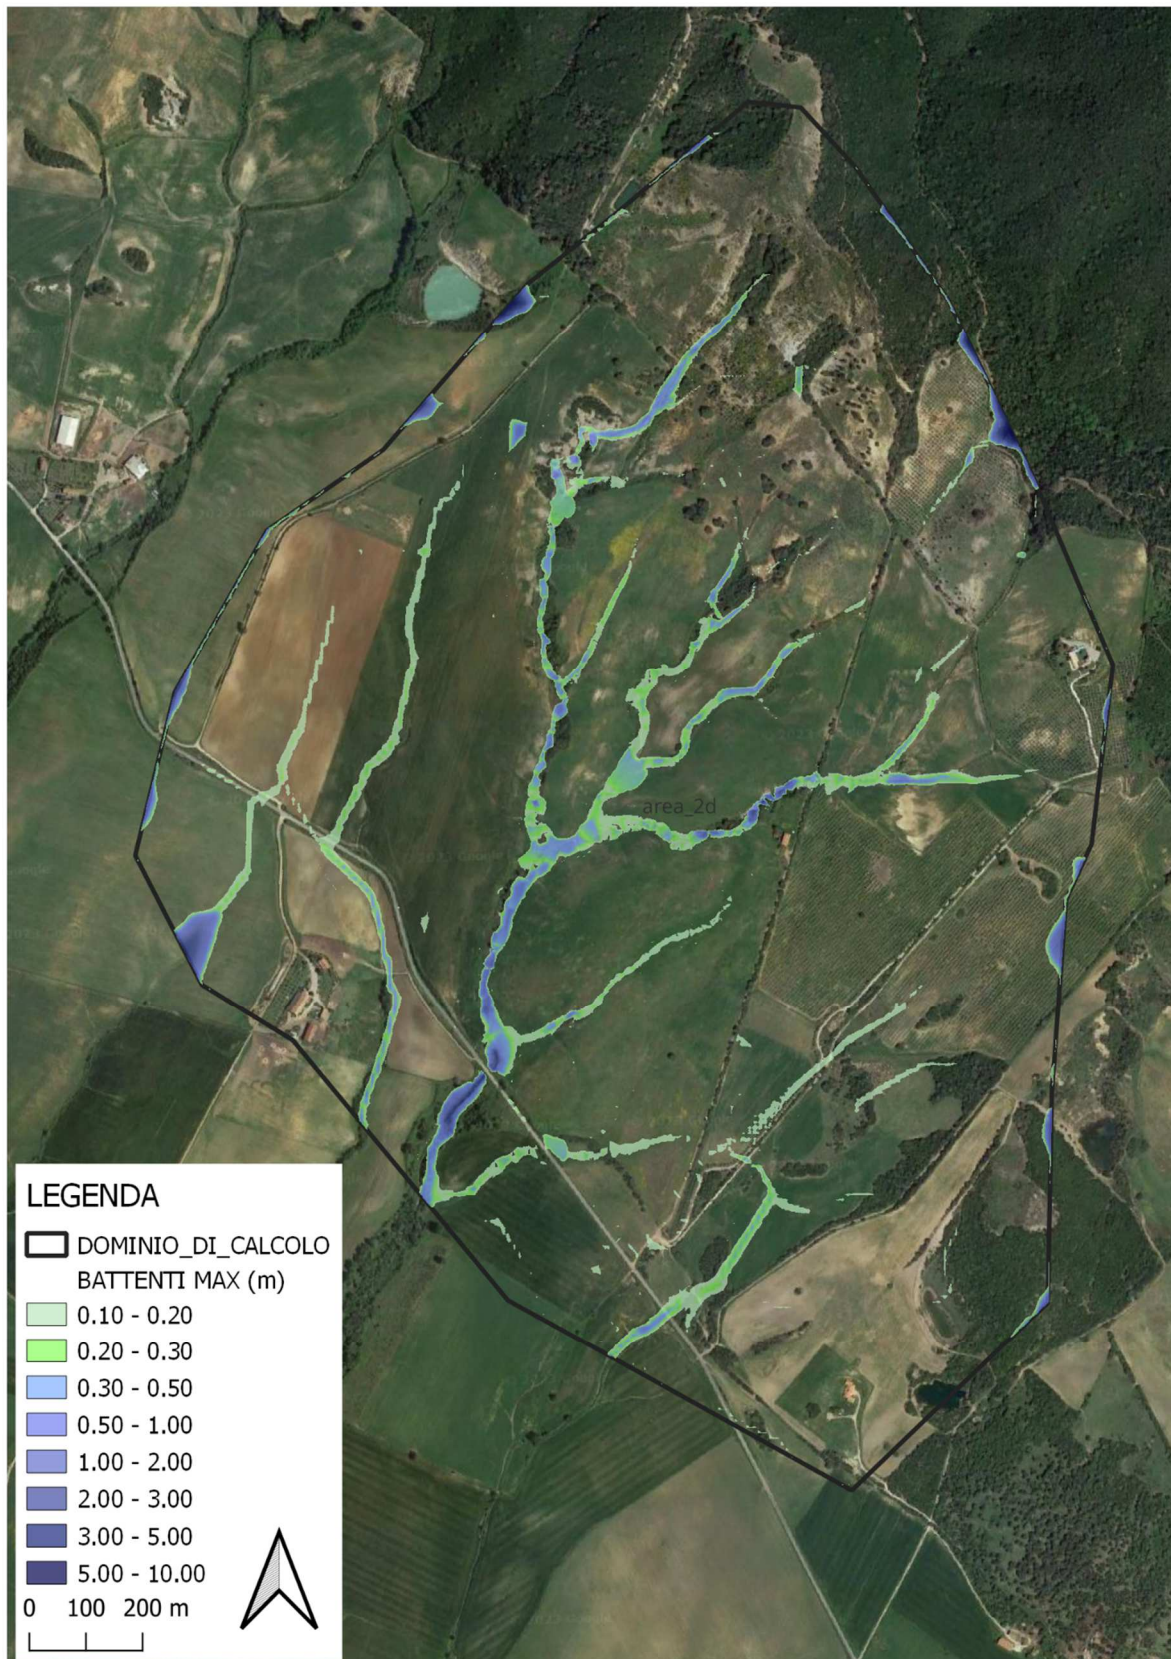 area_2d
LEGENDA
DOMINIO_DI_CALCOLO
BATTENTI MAX (m)
0.10 - 0.20
0.20 - 0.30
0.30 - 0.50
0.50 - 1.00
1.00 - 2.00
2.00 - 3.00
3.00 - 5.00
5.00 - 10.00
0 100 200 m